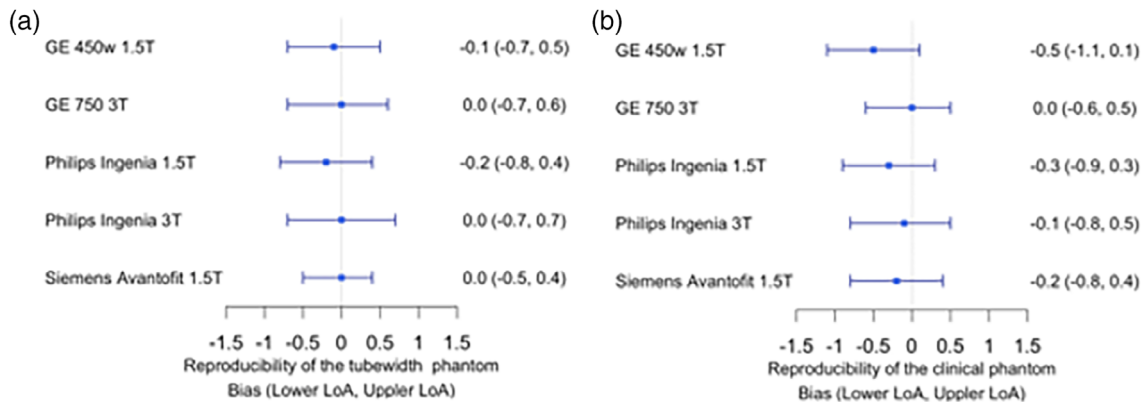 (a)
GE 450w 1.5T -0.1 (-0.7, 0.5)
GE 750 3T 0.0 (-0.7, 0.6)
Philips Ingenia 1.5T -0.2 (-0.8, 0.4)
Philips Ingenia 3T 0.0 (-0.7, 0.7)
Siemens Avantofit 1.5T 0.0 (-0.5, 0.4)
-1.5 -1 -0.5 0 0.5 1 1.5
Reproducibility of the tubewidth phantom
Bias (Lower LoA, Uppler LoA)
(b)
GE 450w 1.5T -0.5 (-1.1, 0.1)
GE 750 3T 0.0 (-0.6, 0.5)
Philips Ingenia 1.5T -0.3 (-0.9, 0.3)
Philips Ingenia 3T -0.1 (-0.8, 0.5)
Siemens Avantofit 1.5T -0.2 (-0.8, 0.4)
-1.5 -1 -0.5 0 0.5 1 1.5
Reproducibility of the clinical phantom
Bias (Lower LoA, Uppler LoA)